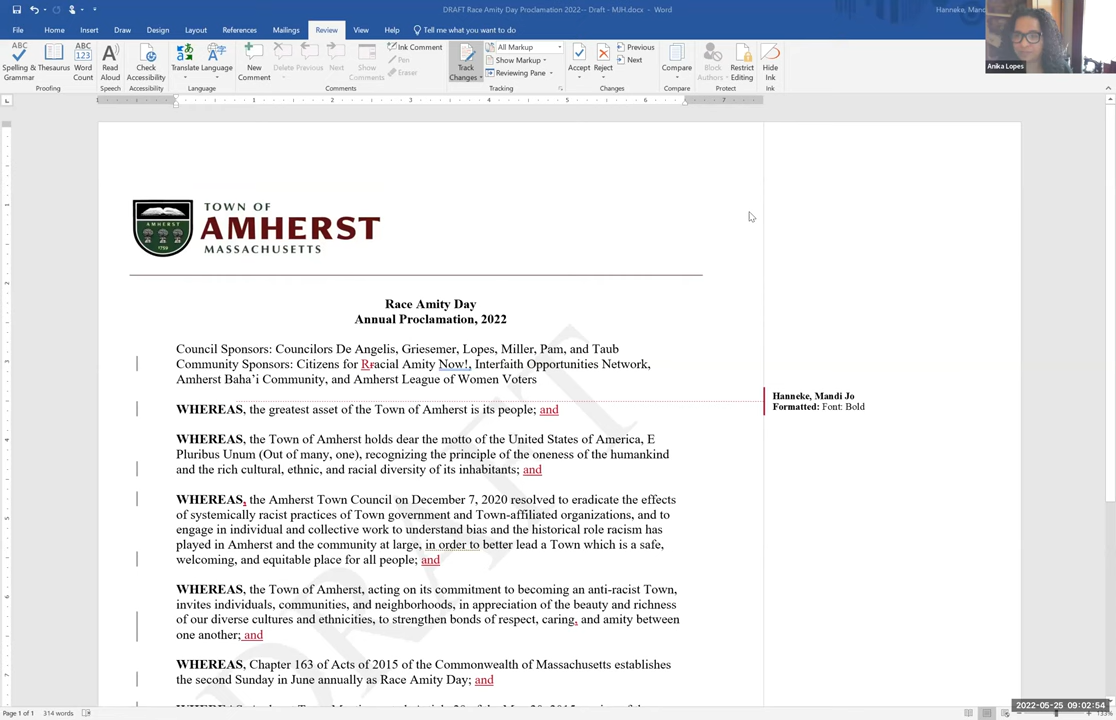 DRAFT Race Amity Day Proclamation 2022-- Draft - MJH.docx - Word
Hanneke, Mandi
File Home Insert Draw Design Layout References Mailings Review View Help Tell me what you want to do
Spelling & Grammar
Thesaurus
Word Count
Read Aloud
Check Accessibility
Translate
Language
New Comment
Delete
Previous
Next
Show Comments
Ink Comment
Pen
Eraser
Track Changes
All Markup
Show Markup
Reviewing Pane
Accept
Reject
Previous
Next
Compare
Block Authors
Restrict Editing
Hide Ink
Proofing Speech Accessibility Language Comments Tracking Changes Compare Protect Ink
Anika Lopes
TOWN OF
AMHERST
MASSACHUSETTS
AMHERST
1759
Race Amity Day
Annual Proclamation, 2022
Council Sponsors: Councilors De Angelis, Griesemer, Lopes, Miller, Pam, and Taub
Community Sponsors: Citizens for Rracial Amity Now!, Interfaith Opportunities Network,
Amherst Baha'i Community, and Amherst League of Women Voters
WHEREAS, the greatest asset of the Town of Amherst is its people; and
WHEREAS, the Town of Amherst holds dear the motto of the United States of America, E
Pluribus Unum (Out of many, one), recognizing the principle of the oneness of the humankind
and the rich cultural, ethnic, and racial diversity of its inhabitants; and
WHEREAS, the Amherst Town Council on December 7, 2020 resolved to eradicate the effects
of systemically racist practices of Town government and Town-affiliated organizations, and to
engage in individual and collective work to understand bias and the historical role racism has
played in Amherst and the community at large, in order to better lead a Town which is a safe,
welcoming, and equitable place for all people; and
WHEREAS, the Town of Amherst, acting on its commitment to becoming an anti-racist Town,
invites individuals, communities, and neighborhoods, in appreciation of the beauty and richness
of our diverse cultures and ethnicities, to strengthen bonds of respect, caring, and amity between
one another; and
WHEREAS, Chapter 163 of Acts of 2015 of the Commonwealth of Massachusetts establishes
the second Sunday in June annually as Race Amity Day; and
Hanneke, Mandi Jo
Formatted: Font: Bold
DRAFT
Page 1 of 1 314 words
2022-05-25 09:02:54